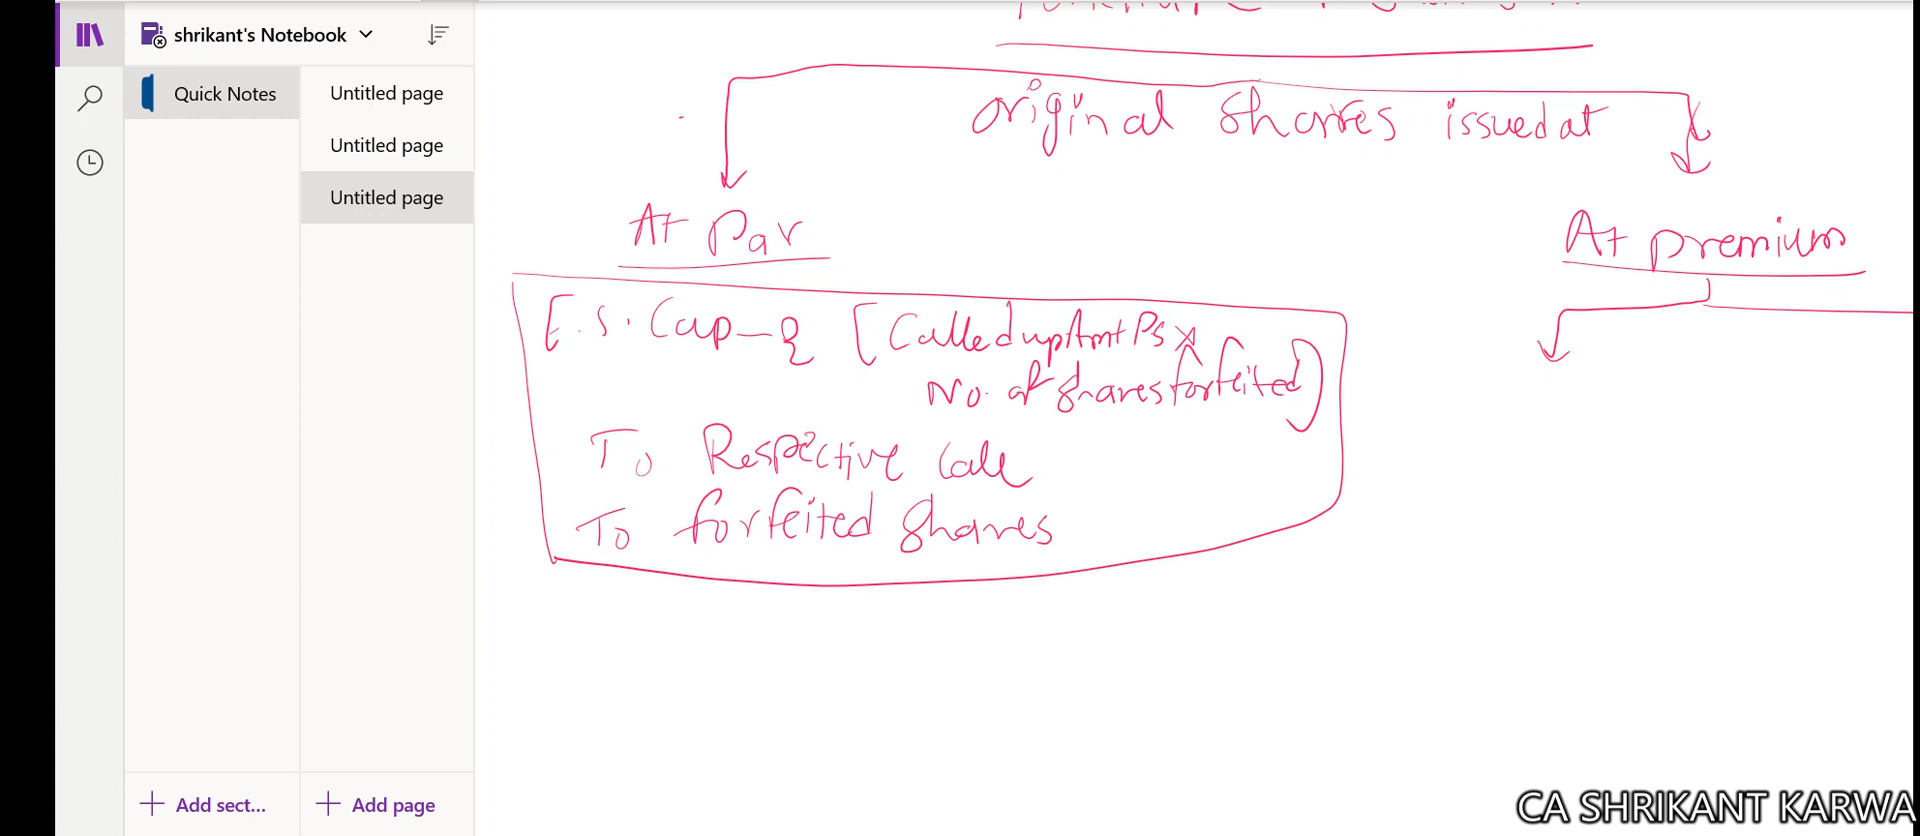 shrikant's Notebook
Quick Notes
Untitled page
Untitled page
Untitled page
Add sect...
Add page
original shares issued at
At Par
At premium
E.S. Cap - Dr [Called up Amt PS x
No. of shares forfeited)
To Respective Call
To forfeited shares
CA SHRIKANT KARWA